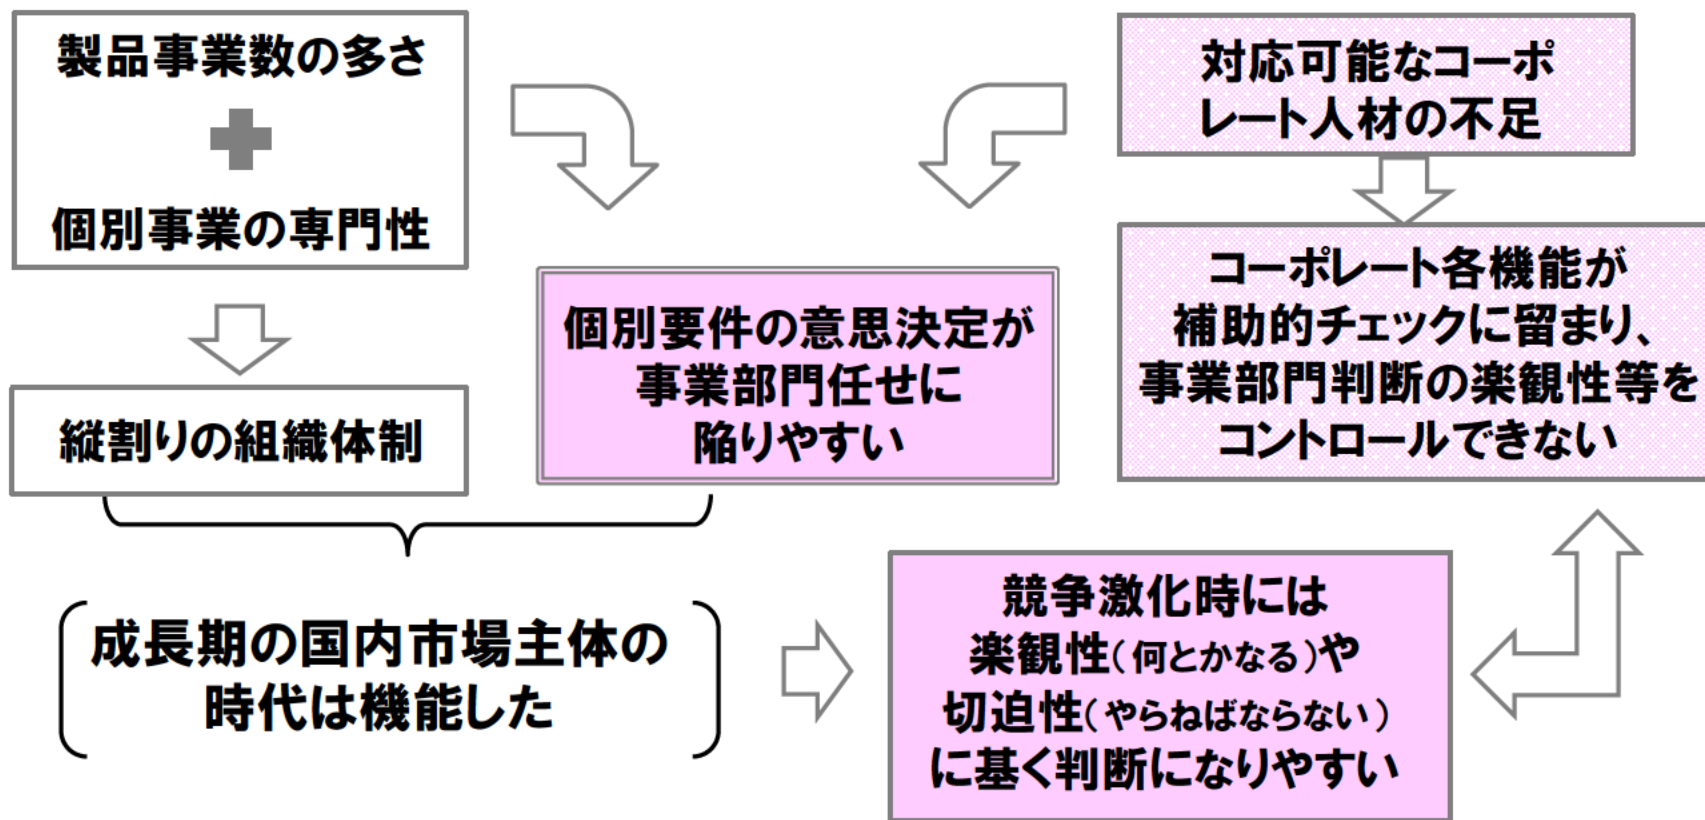 製品事業数の多さ
個別事業の専門性
縦割りの組織体制
個別要件の意思決定が
事業部門任せに
陥りやすい
対応可能なコーポ
レート人材の不足
コーポレート各機能が
補助的チェックに留まり、
事業部門判断の楽観性等を
コントロールできない
成長期の国内市場主体の
時代は機能した
競争激化時には
楽観性(何とかなる)や
切迫性(やらねばならない)
に基く判断になりやすい